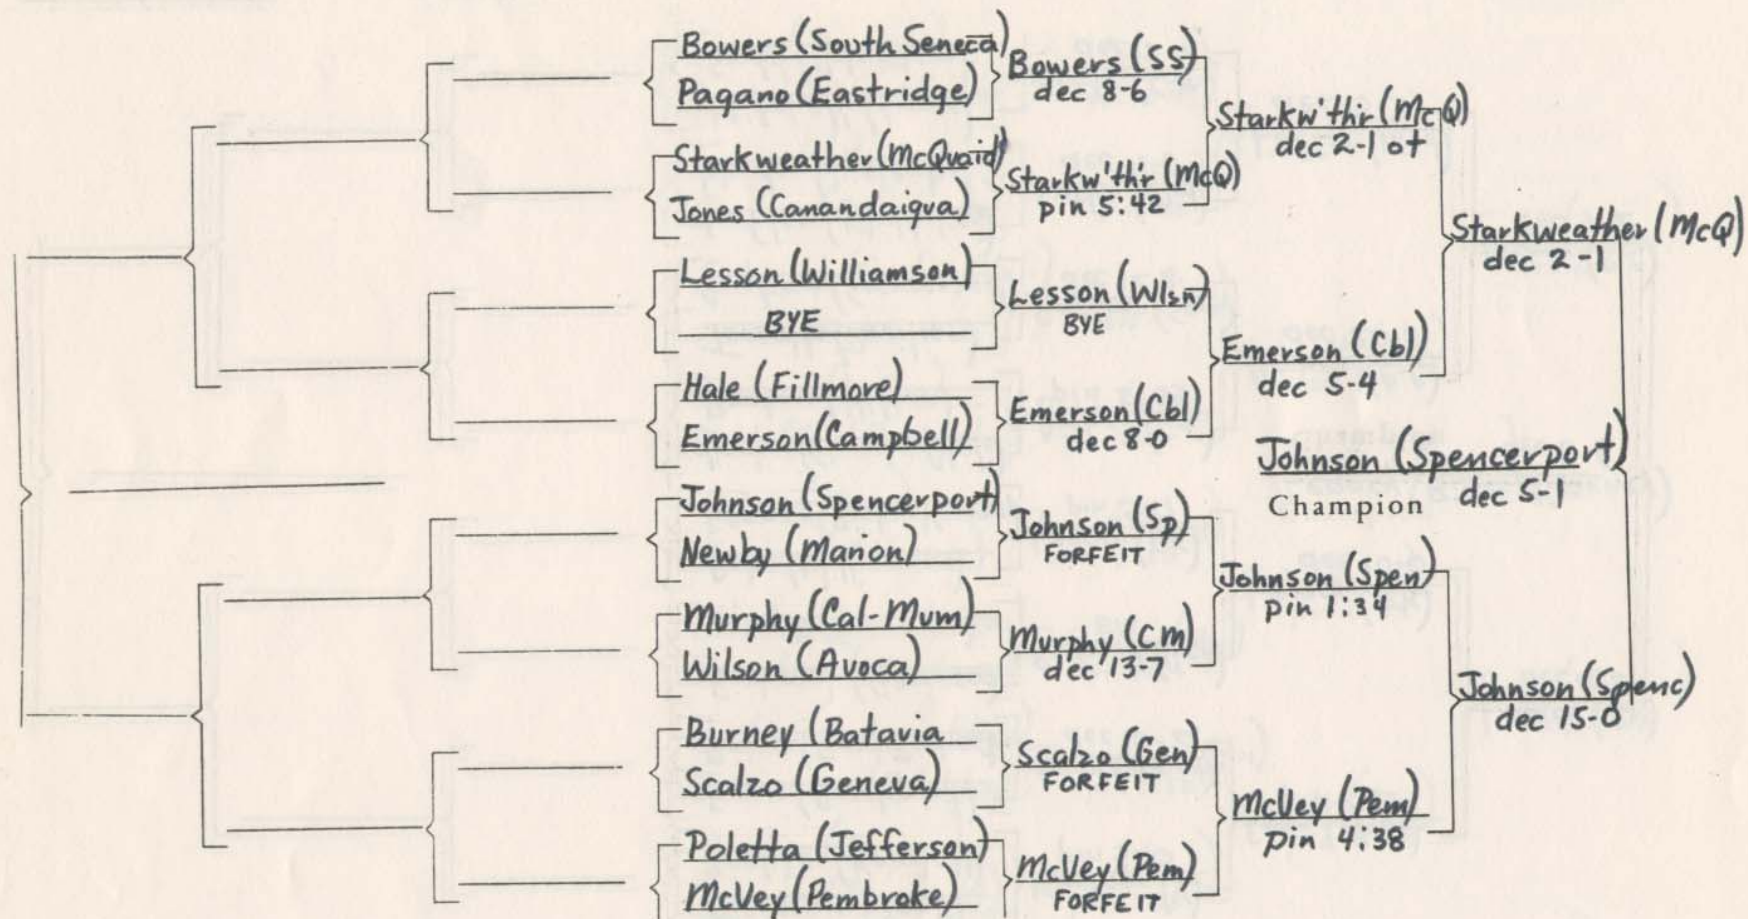 Bowers (South Seneca)
Pagano (Eastridge)
Starkweather (McQuaid)
Jones (Canandaigua)
Lesson (Williamson)
BYE
Hale (Fillmore)
Emerson (Campbell)
Johnson (Spencerport)
Newby (Marion)
Murphy (Cal-Mum)
Wilson (Avoca)
Burney (Batavia
Scalzo (Geneva)
Poletta (Jefferson)
McVey (Pembroke)
Bowers (SS)
dec 8-6
Starkw'thr (McQ)
pin 5:42
Lesson (Wlsn)
BYE
Emerson (Cbl)
dec 8-0
Johnson (Sp)
FORFEIT
Murphy (CM)
dec 13-7
Scalzo (Gen)
FORFEIT
McVey (Pem)
FORFEIT
Starkw'thr (McQ)
dec 2-1 ot
Emerson (Cbl)
dec 5-4
Johnson (Spen)
pin 1:34
McVey (Pem)
pin 4:38
Starkweather (McQ)
dec 2-1
Johnson (Spenc)
dec 15-0
Johnson (Spencerport)
dec 5-1
Champion